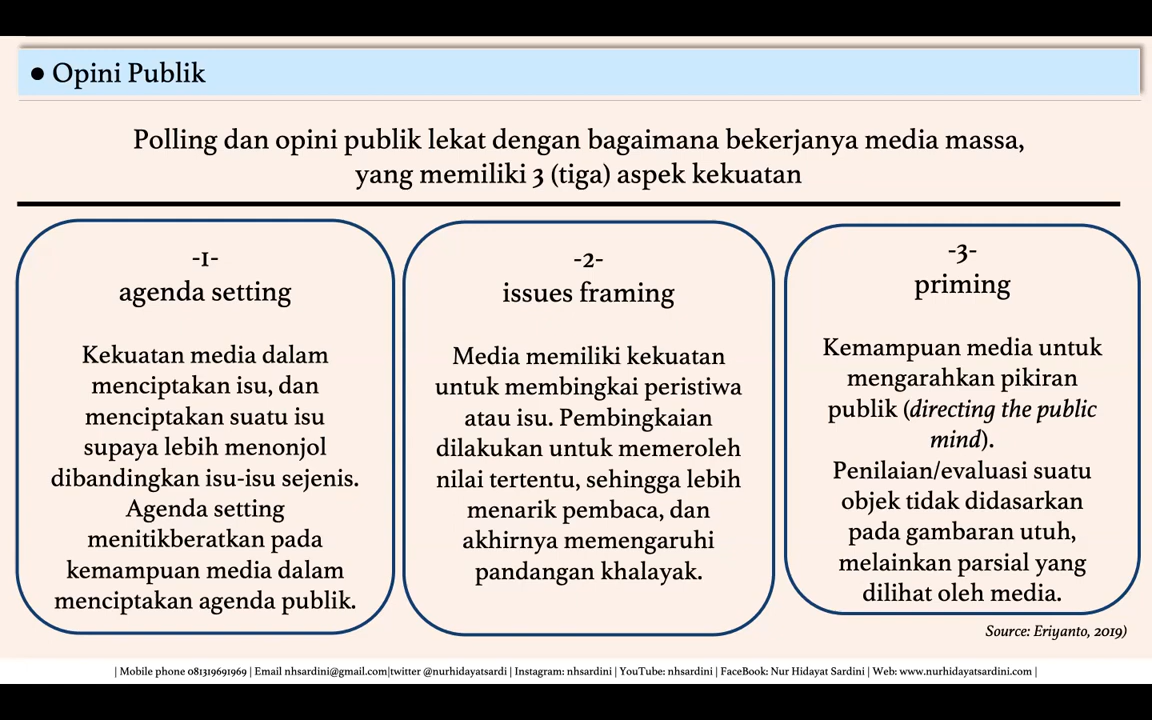 ● Opini Publik
Polling dan opini publik lekat dengan bagaimana bekerjanya media massa,
yang memiliki 3 (tiga) aspek kekuatan
-1-
agenda setting
Kekuatan media dalam
menciptakan isu, dan
menciptakan suatu isu
supaya lebih menonjol
dibandingkan isu-isu sejenis.
Agenda setting
menitikberatkan pada
kemampuan media dalam
menciptakan agenda publik.
-2-
issues framing
Media memiliki kekuatan
untuk membingkai peristiwa
atau isu. Pembingkaian
dilakukan untuk memeroleh
nilai tertentu, sehingga lebih
menarik pembaca, dan
akhirnya memengaruhi
pandangan khalayak.
-3-
priming
Kemampuan media untuk
mengarahkan pikiran
publik (directing the public
mind).
Penilaian/evaluasi suatu
objek tidak didasarkan
pada gambaran utuh,
melainkan parsial yang
dilihat oleh media.
Source: Eriyanto, 2019)
| Mobile phone 081319691969 | Email nhsardini@gmail.com|twitter @nurhidayatsardi | Instagram: nhsardini | YouTube: nhsardini | FaceBook: Nur Hidayat Sardini | Web: www.nurhidayatsardini.com |